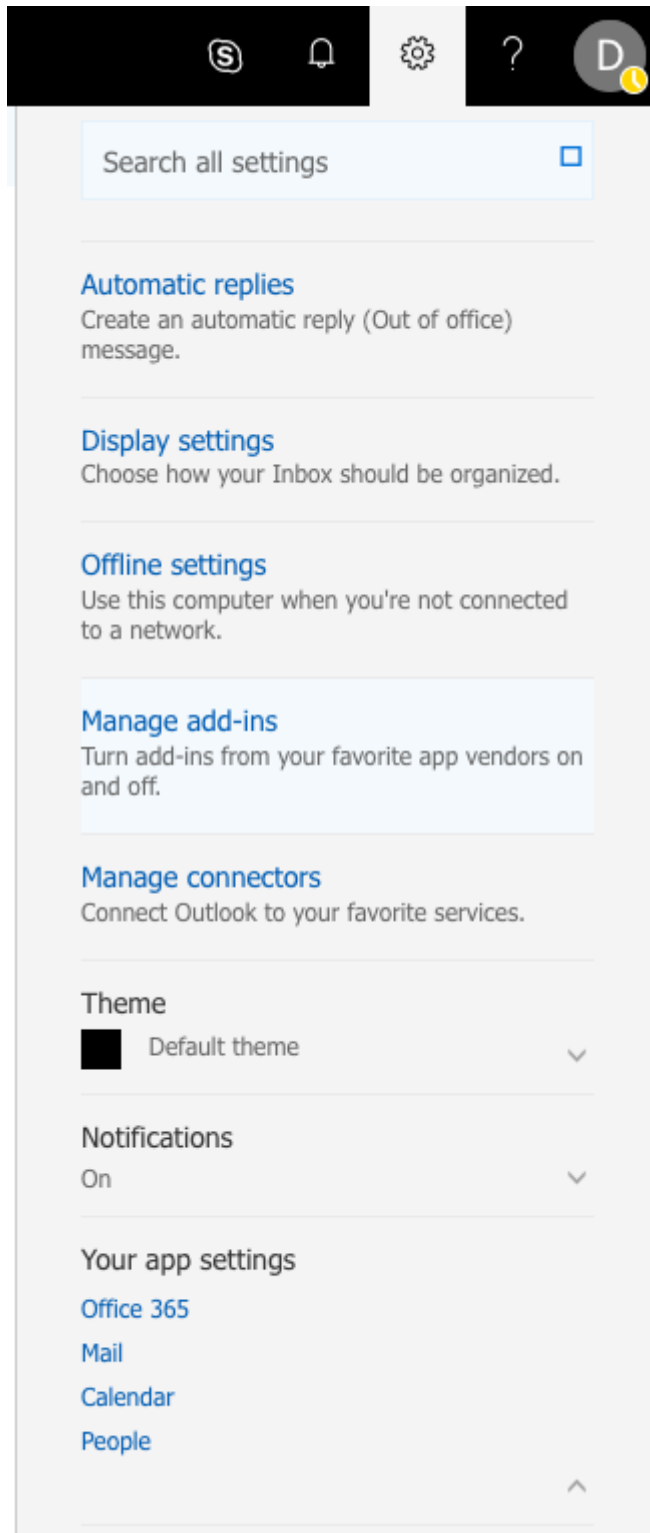 S ? D
Search all settings
Automatic replies
Create an automatic reply (Out of office)
message.
Display settings
Choose how your Inbox should be organized.
Offline settings
Use this computer when you're not connected
to a network.
Manage add-ins
Turn add-ins from your favorite app vendors on
and off.
Manage connectors
Connect Outlook to your favorite services.
Theme
Default theme
Notifications
On
Your app settings
Office 365
Mail
Calendar
People